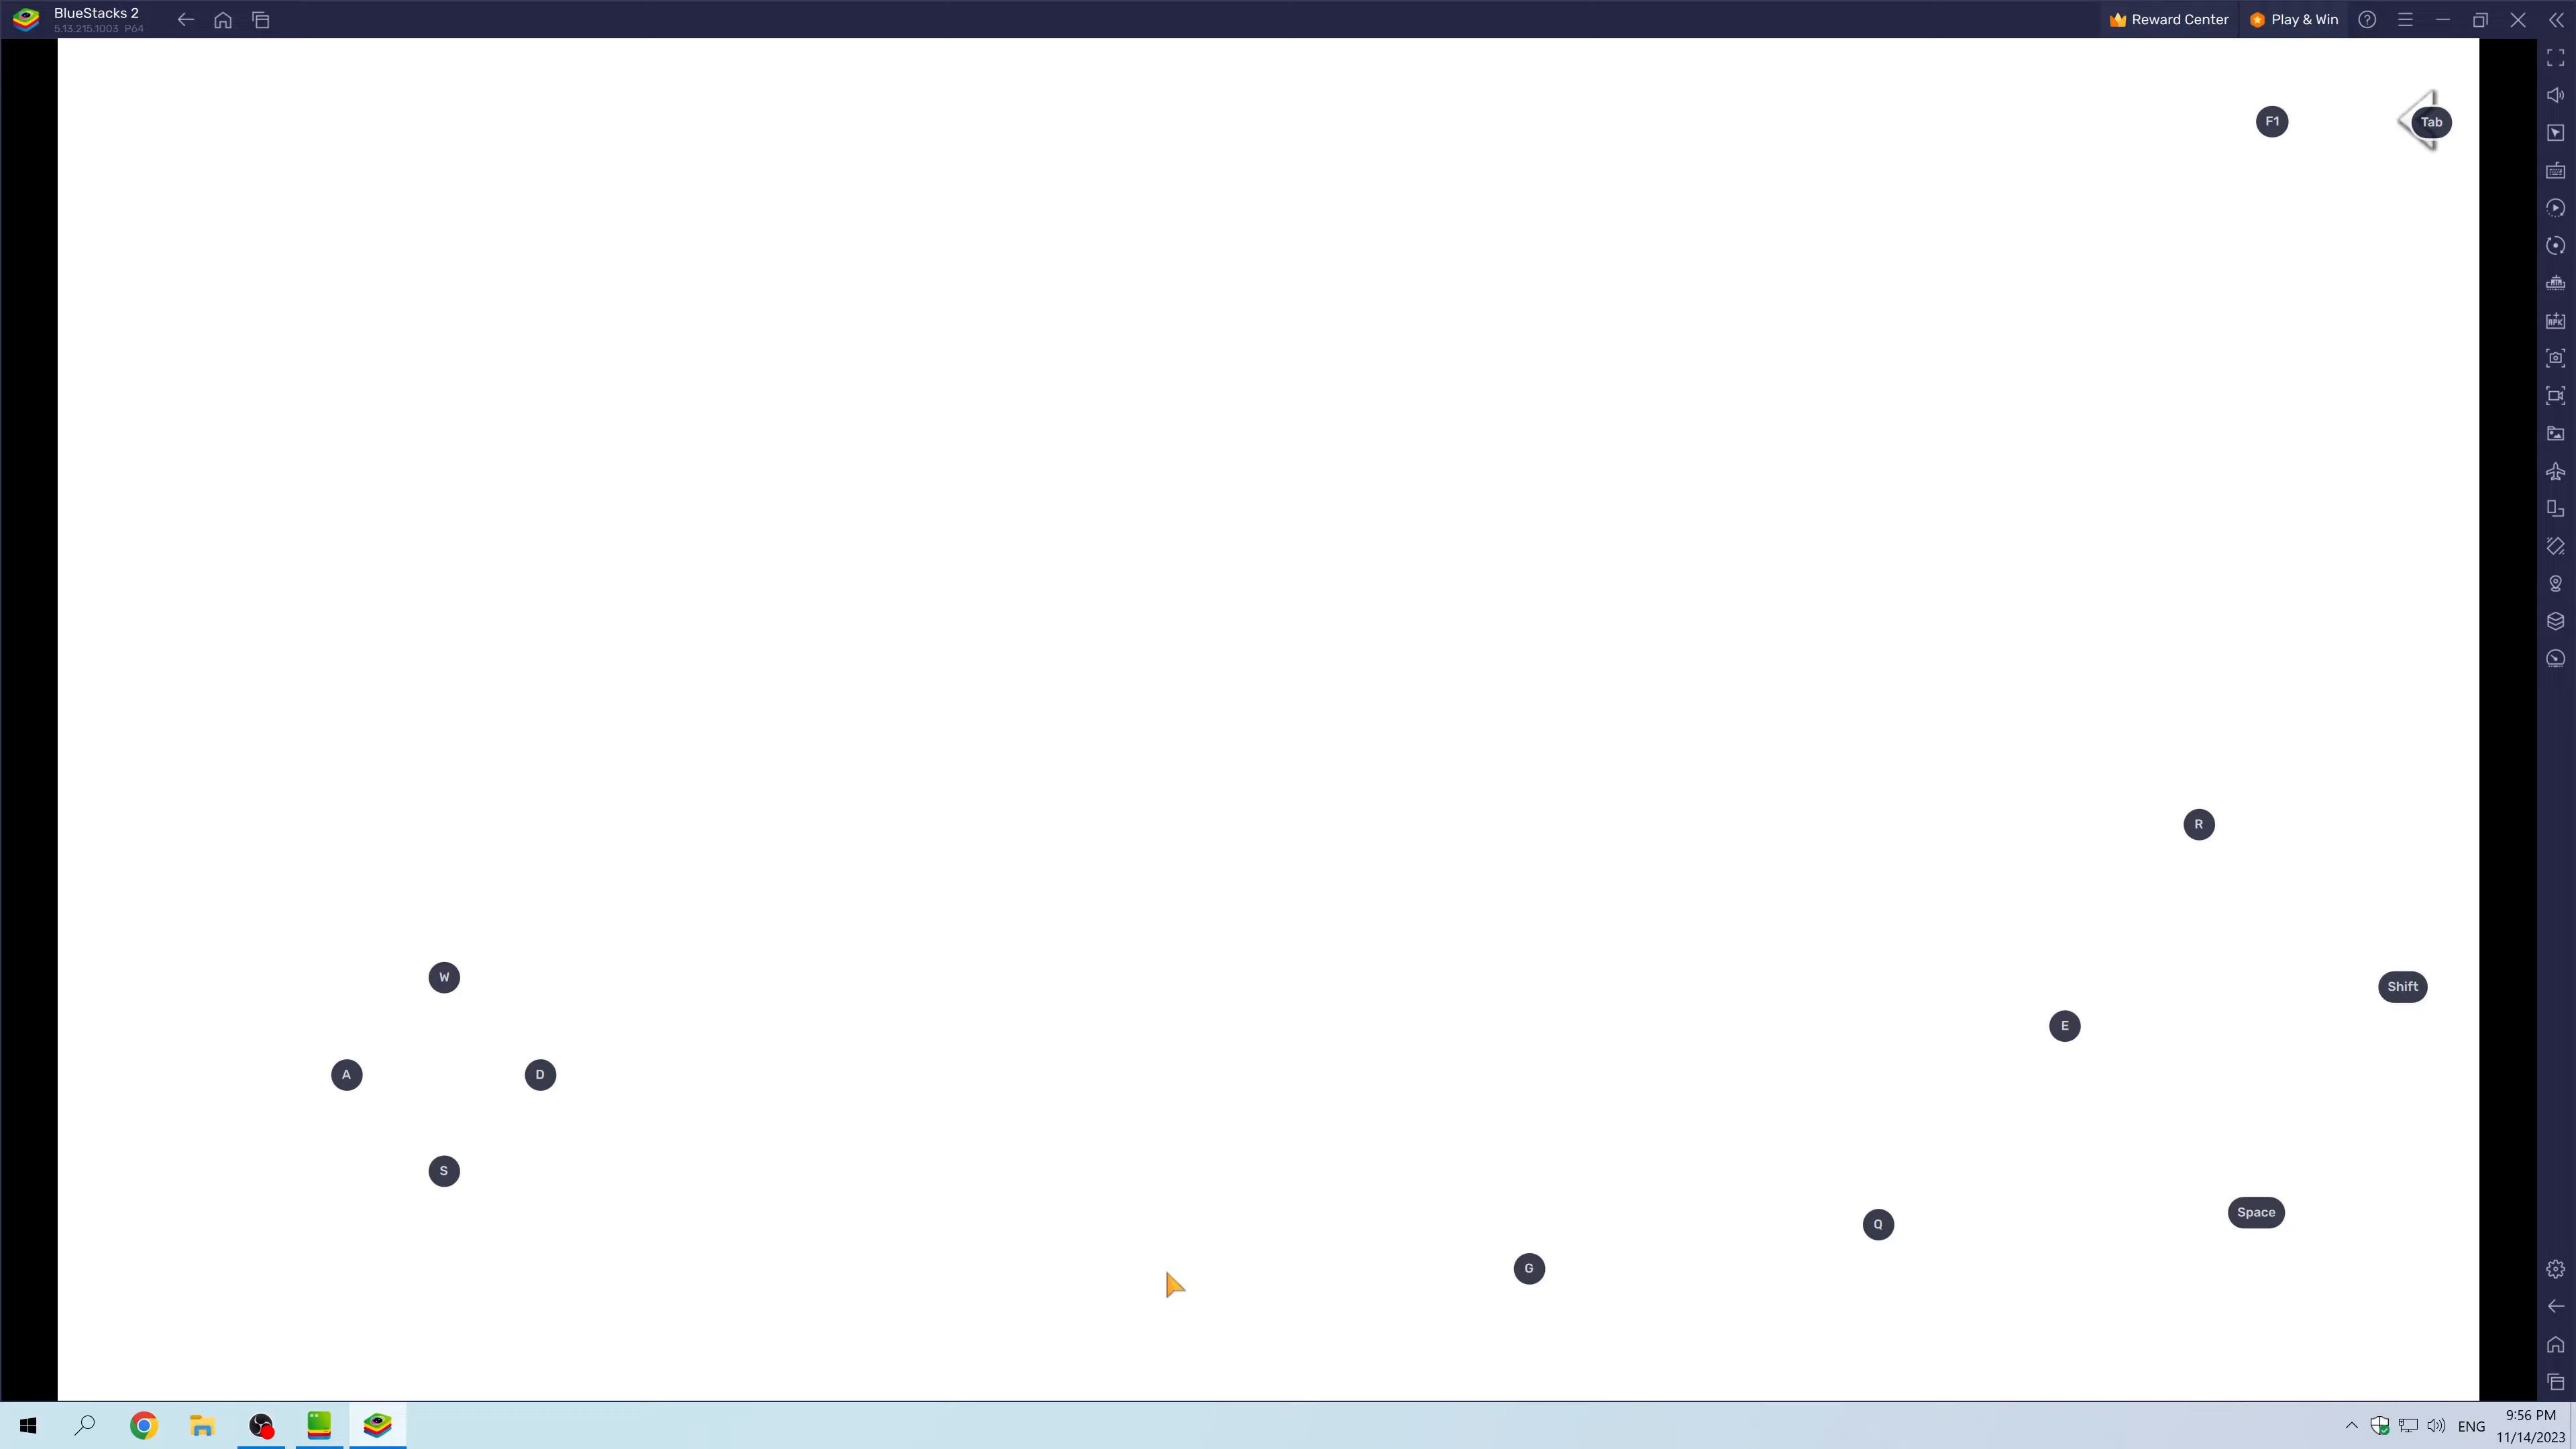 BlueStacks 2
5.13.215.1003 P64
Reward Center
Play & Win
F1
Tab
R
W
Shift
E
A
D
S
Space
Q
G
9:56 PM
ENG
11/14/2023